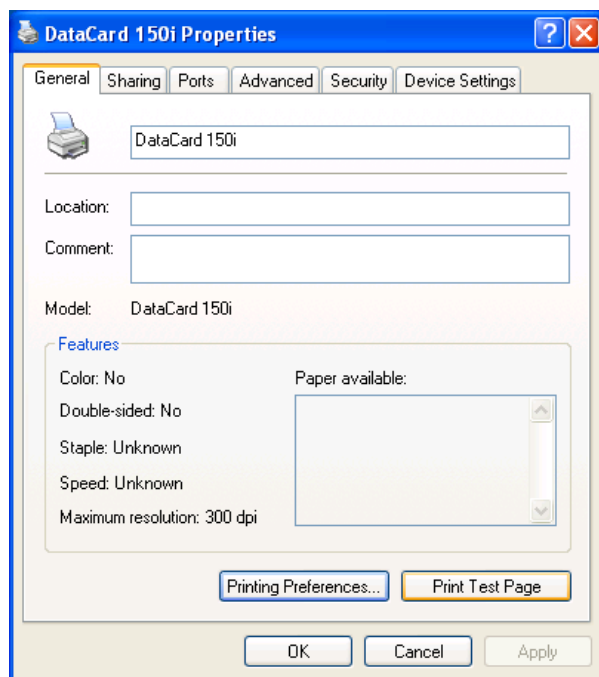 DataCard 150i Properties
General Sharing Ports Advanced Security Device Settings
DataCard 150i
Location:
Comment:
Model: DataCard 150i
Features
Color: No
Paper available:
Double-sided: No
Staple: Unknown
Speed: Unknown
Maximum resolution: 300 dpi
Printing Preferences... Print Test Page
OK Cancel Apply